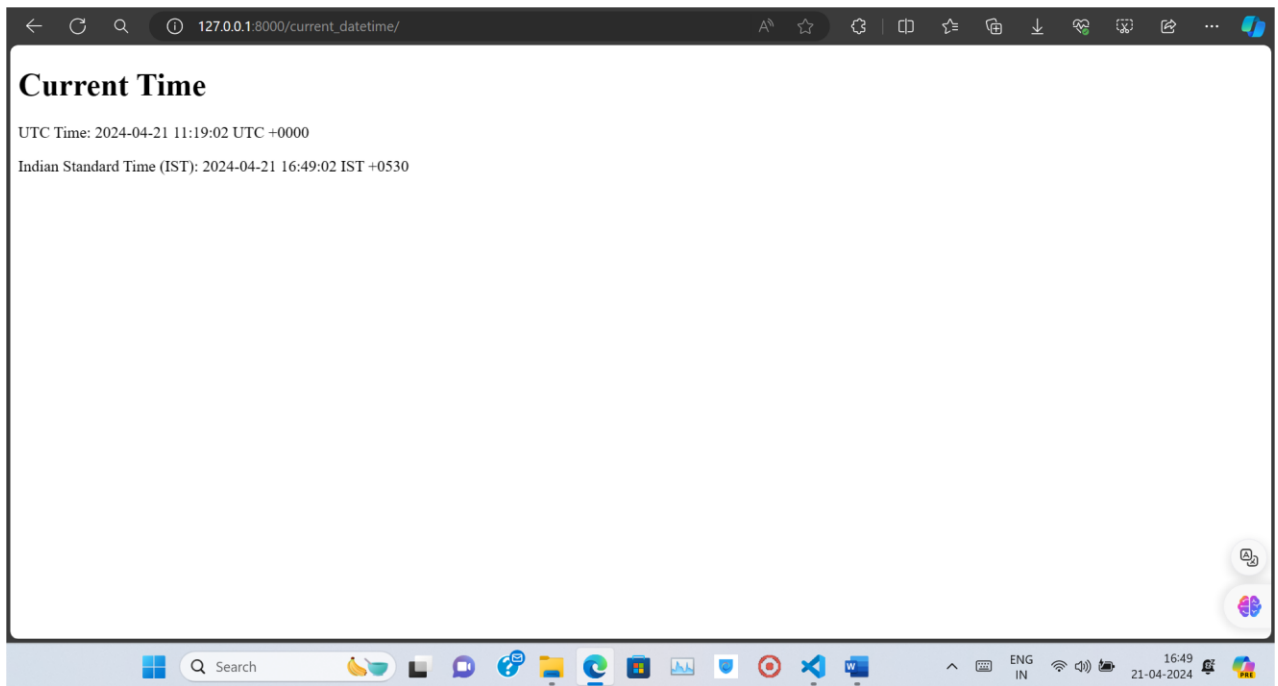 127.0.0.1:8000/current_datetime/
Current Time
UTC Time: 2024-04-21 11:19:02 UTC +0000
Indian Standard Time (IST): 2024-04-21 16:49:02 IST +0530
Search
ENG
IN
16:49
21-04-2024
PRE